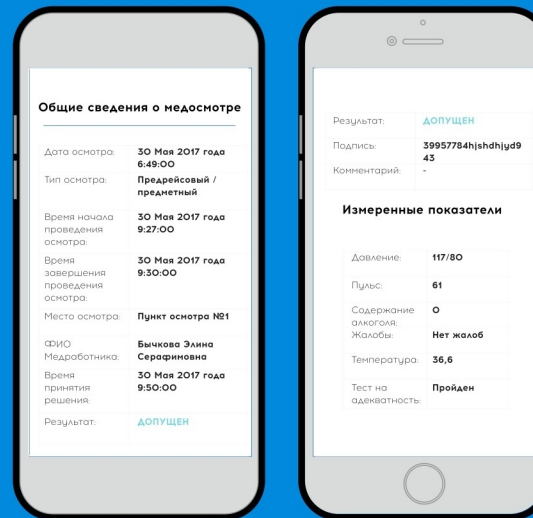 Общие сведения о медосмотре
Дата осмотра: 30 Мая 2017 года
6:49:00
Тип осмотра: Предрейсовый /
предметный
Время начала 30 Мая 2017 года
проведения 9:27:00
осмотра:
Время 30 Мая 2017 года
завершения 9:30:00
проведения
осмотра:
Место осмотра: Пункт осмотра №1
ФИО Бычкова Элина
Медработника: Серафимовна
Время 30 Мая 2017 года
принятия 9:50:00
решения:
Результат: ДОПУЩЕН
Результат: ДОПУЩЕН
Подпись: 39957784hjshdhjyd9
43
Комментарий: -
Измеренные показатели
Давление: 117/80
Пульс: 61
Содержание 0
алкоголя:
Жалобы: Нет жалоб
Температура: 36,6
Тест на Пройден
адекватность: